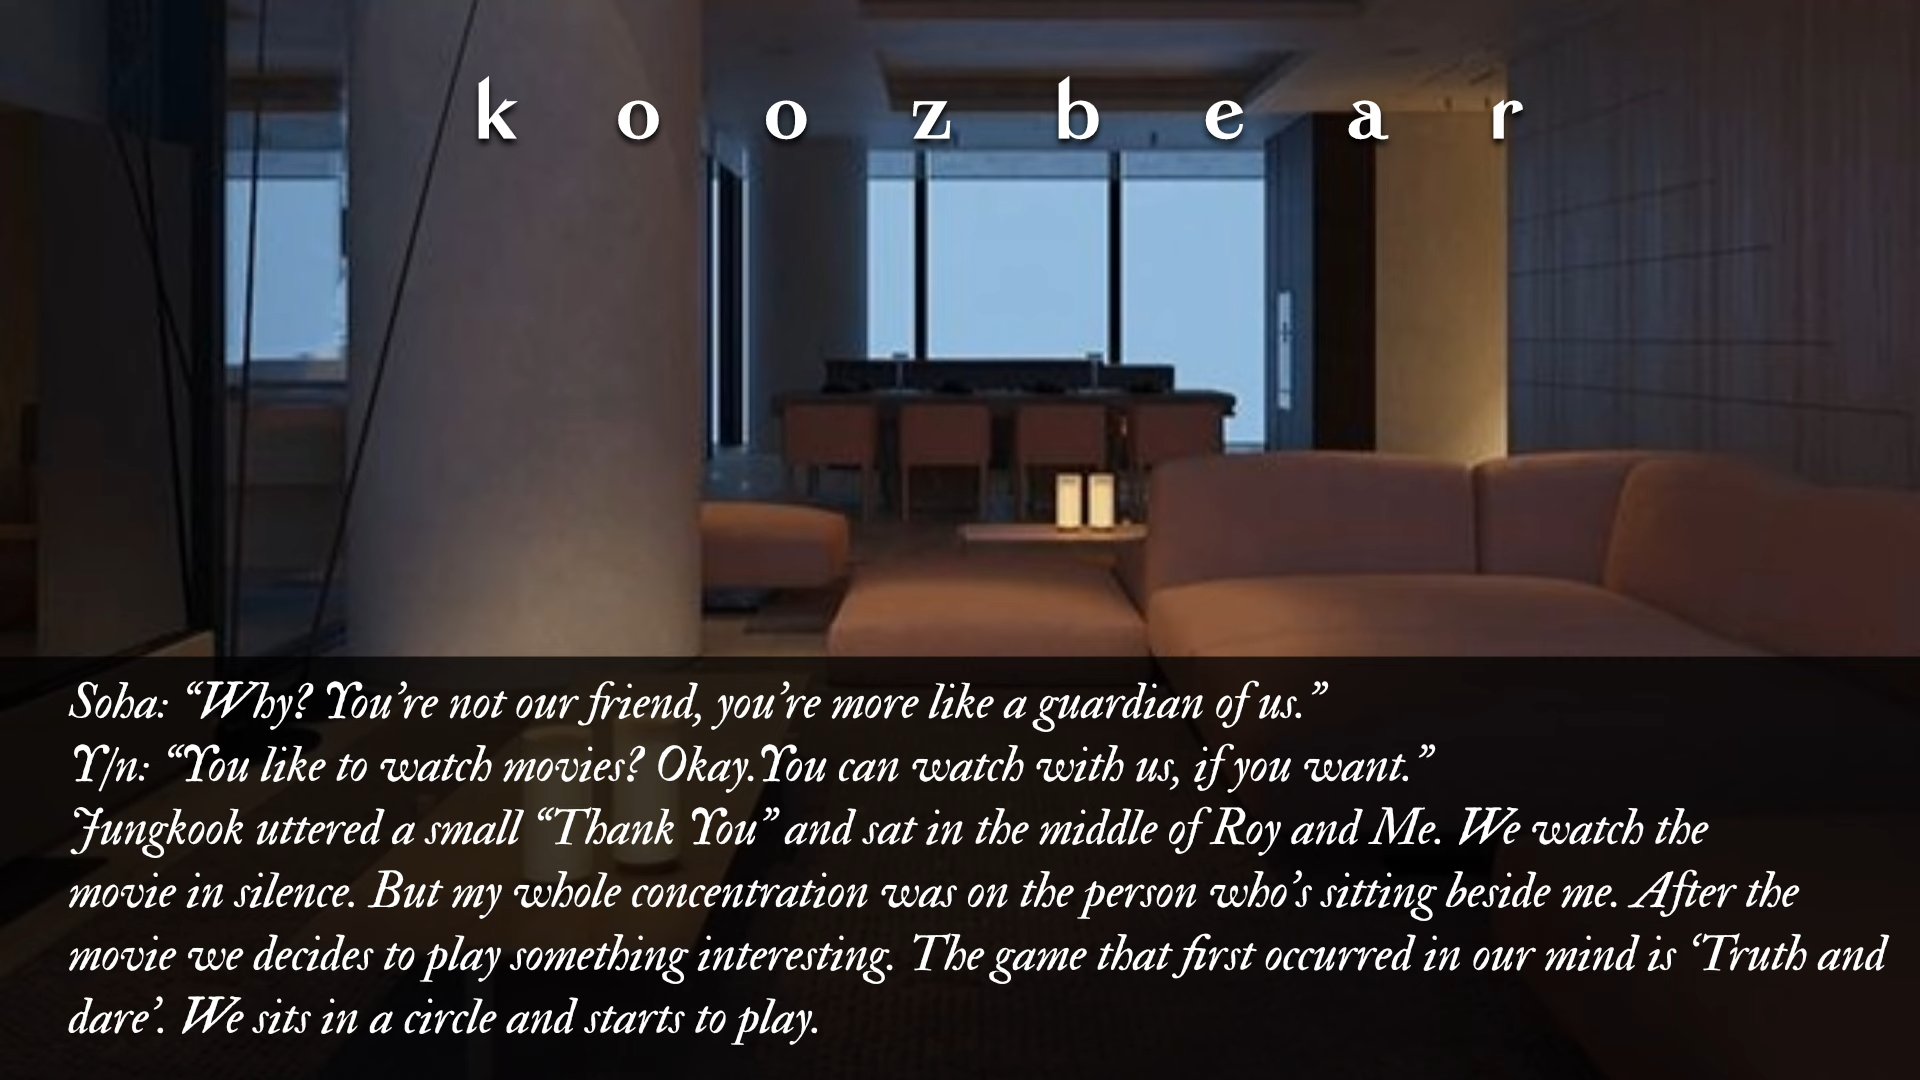 koozbear
Soha: “Why? You’re not our friend, you’re more like a guardian of us.”
Y/n: “You like to watch movies? Okay.You can watch with us, if you want.”
Jungkook uttered a small “Thank You” and sat in the middle of Roy and Me. We watch the
movie in silence. But my whole concentration was on the person who’s sitting beside me. After the
movie we decides to play something interesting. The game that first occurred in our mind is ‘Truth and
dare’. We sits in a circle and starts to play.